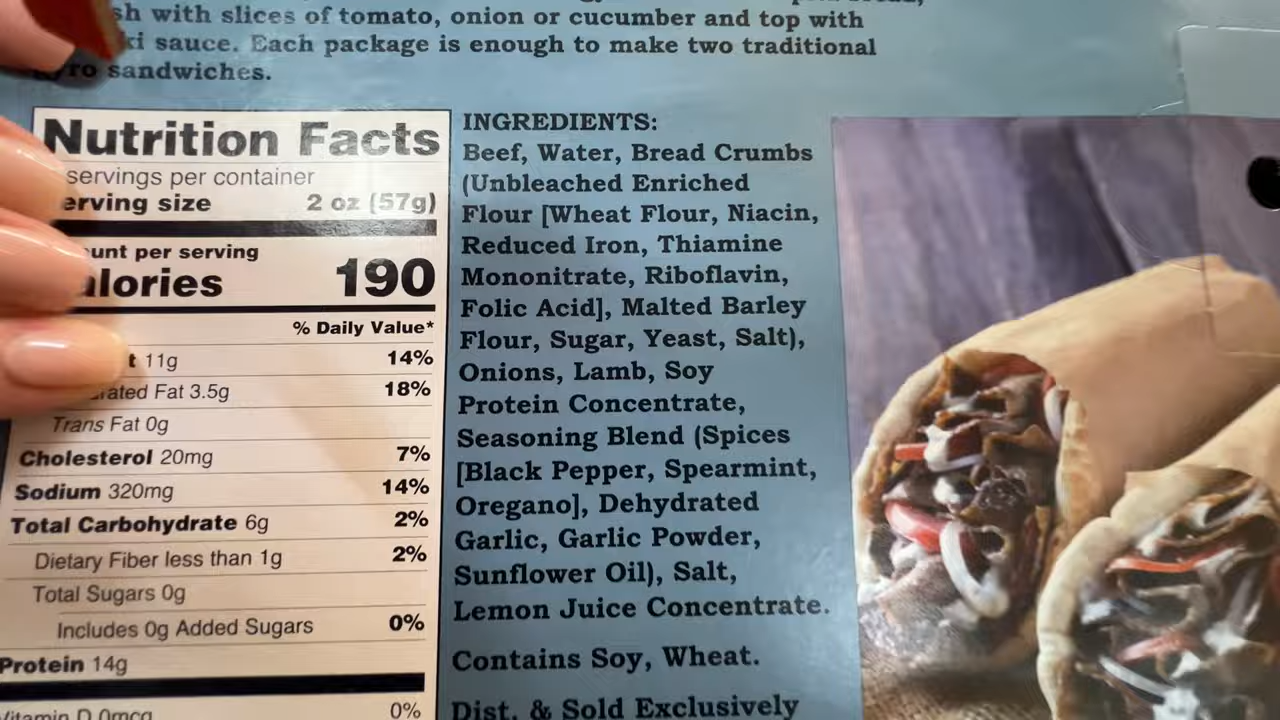 sh with slices of tomato, onion or cucumber and top with
ki sauce. Each package is enough to make two traditional
ro sandwiches.
Nutrition Facts
servings per container
erving size 2 oz (57g)
unt per serving
alories 190
% Daily Value*
t 11g 14%
rated Fat 3.5g 18%
Trans Fat 0g
Cholesterol 20mg 7%
Sodium 320mg 14%
Total Carbohydrate 6g 2%
Dietary Fiber less than 1g 2%
Total Sugars 0g
Includes 0g Added Sugars 0%
Protein 14g
Vitamin D 0mcg 0%
INGREDIENTS:
Beef, Water, Bread Crumbs
(Unbleached Enriched
Flour [Wheat Flour, Niacin,
Reduced Iron, Thiamine
Mononitrate, Riboflavin,
Folic Acid], Malted Barley
Flour, Sugar, Yeast, Salt),
Onions, Lamb, Soy
Protein Concentrate,
Seasoning Blend (Spices
[Black Pepper, Spearmint,
Oregano], Dehydrated
Garlic, Garlic Powder,
Sunflower Oil), Salt,
Lemon Juice Concentrate.
Contains Soy, Wheat.
Dist. & Sold Exclusively